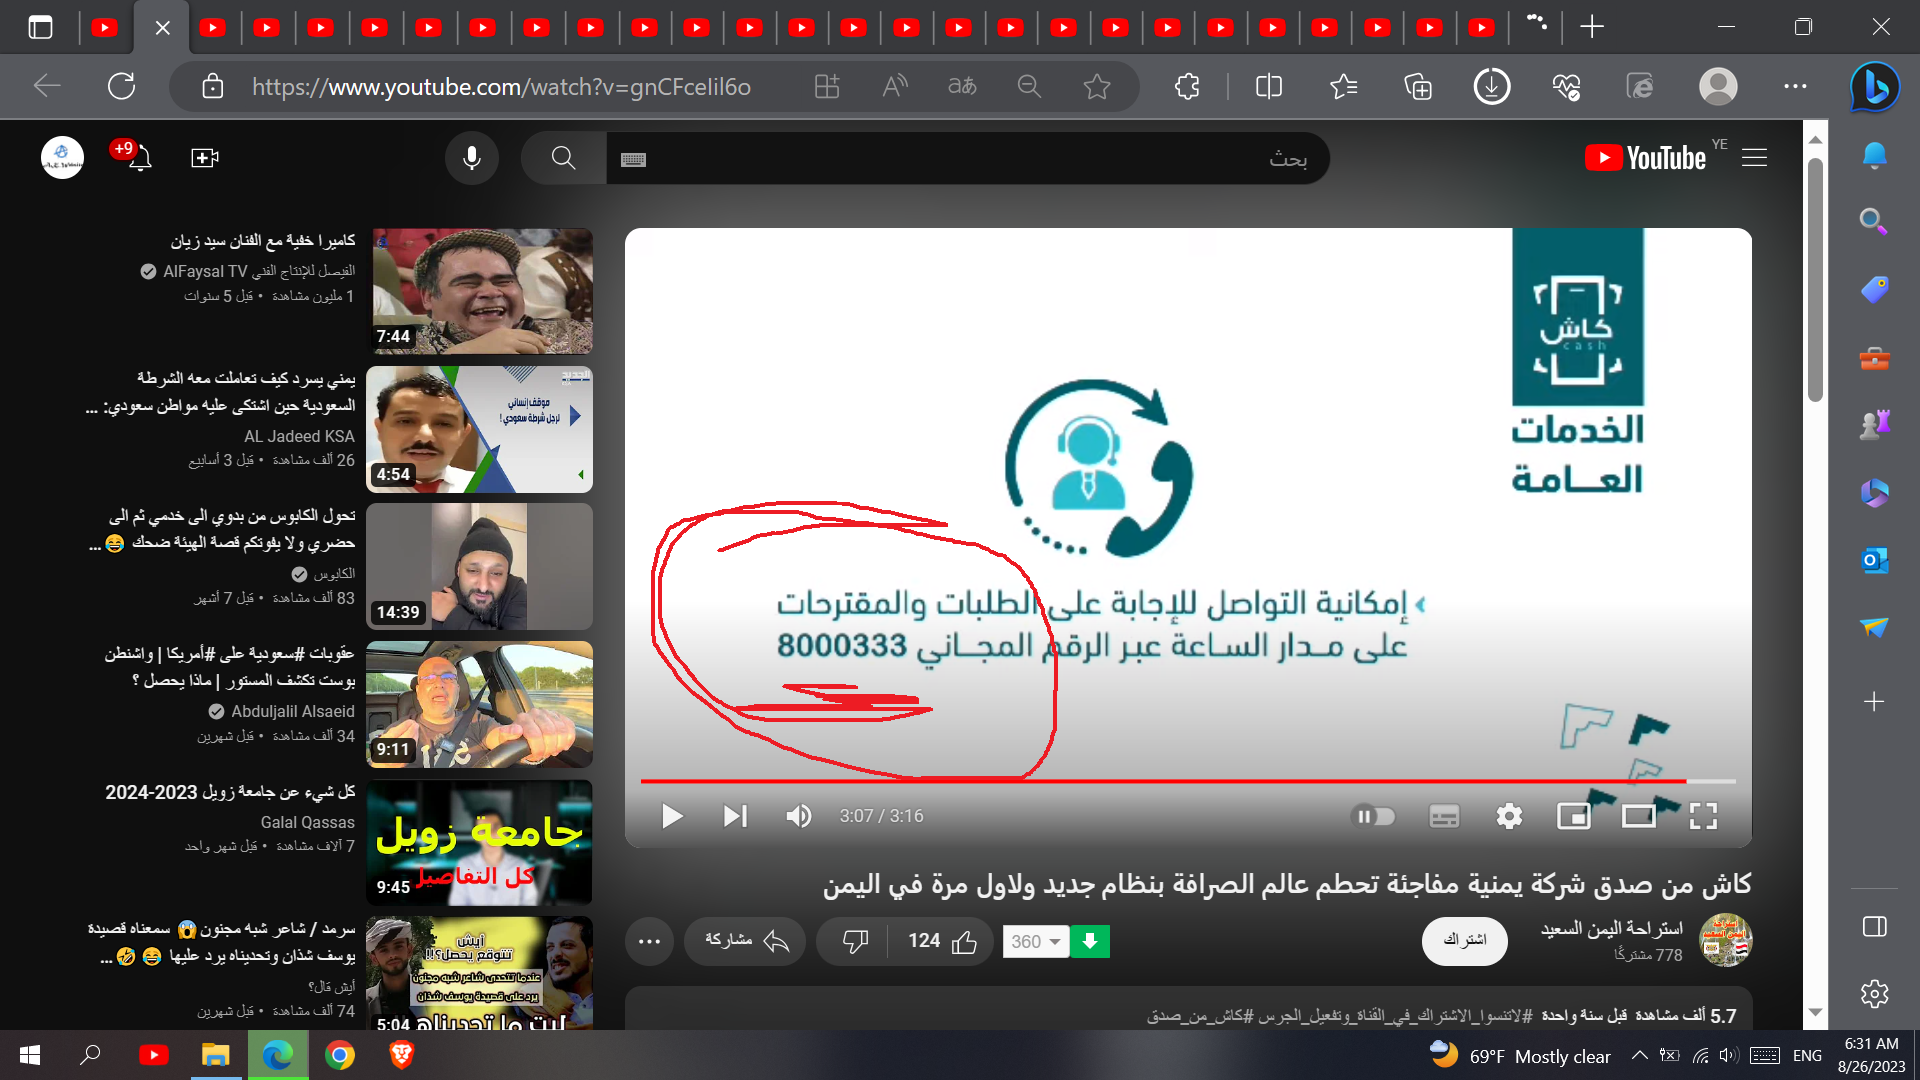 https://www.youtube.com/watch?v=gnCFceIil6o
+9
بحث
YouTube YE
كاميرا خفية مع الفنان سيد زيان
الفيصل للإنتاج الفني AlFaysal TV
1 مليون مشاهدة • قبل 5 سنوات
7:44
يمني يسرد كيف تعاملت معه الشرطة
السعودية حين اشتكى عليه مواطن سعودي: ...
AL Jadeed KSA
26 ألف مشاهدة • قبل 3 أسابيع
الجديد
موقف إنساني
لرجل شرطة سعودي !
4:54
تحول الكابوس من بدوي الى خدمي ثم الى
حضري ولا يفوتكم قصة الهيئة ضحك 😂 ...
الكابوس
83 ألف مشاهدة • قبل 7 أشهر
14:39
عقوبات #سعودية على #أمريكا | واشنطن
بوست تكشف المستور | ماذا يحصل ؟
Abduljalil Alsaeid
34 ألف مشاهدة • قبل شهرين
9:11
كل شيء عن جامعة زويل 2023-2024
Galal Qassas
7 آلاف مشاهدة • قبل شهر واحد
جامعة زويل
كل التفاصيل
9:45
سرمد / شاعر شبه مجنون😱 سمعناه قصيدة
يوسف شذان وتحديناه يرد عليها 😂 🤣 ...
أيش قال؟
74 ألف مشاهدة • قبل شهرين
أيش
تتوقع يحصل؟!!
عندما تتحدى شاعر شبه مجنون
يرد على قصيدة يوسف شذان
ليت ما تحديناه
5:04
كاش
cash
الخدمات
العـامة
إمكانية التواصل للإجابة على الطلبات والمقترحات
على مـدار الساعة عبر الرقم المجـاني 8000333
3:07 / 3:16
كاش من صدق شركة يمنية مفاجئة تحطم عالم الصرافة بنظام جديد ولاول مرة في اليمن
استراحة اليمن السعيد
778 مشتركًا
اشتراك
360
124
مشاركة
5.7 ألف مشاهدة قبل سنة واحدة #لاتنسوا_الاشتراك_في_القناة_وتفعيل_الجرس #كاش_من_صدق
69°F Mostly clear
ENG
6:31 AM
8/26/2023